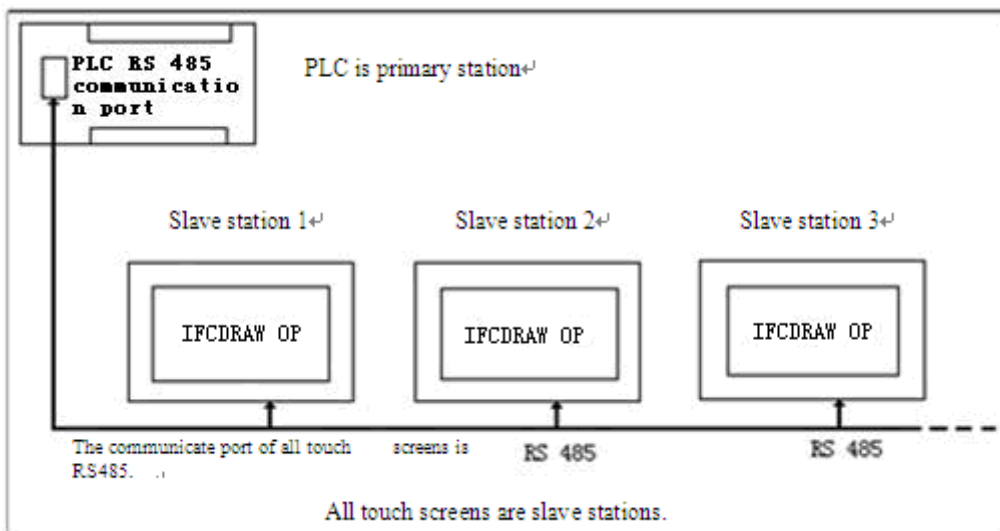 PLC RS 485
communicatio
n port
PLC is primary station↵
Slave station 1↵
Slave station 2↵
Slave station 3↵
IFCDRAW OP
IFCDRAW OP
IFCDRAW OP
The communicate port of all touch screens is
RS485.
RS 485
RS 485
All touch screens are slave stations.